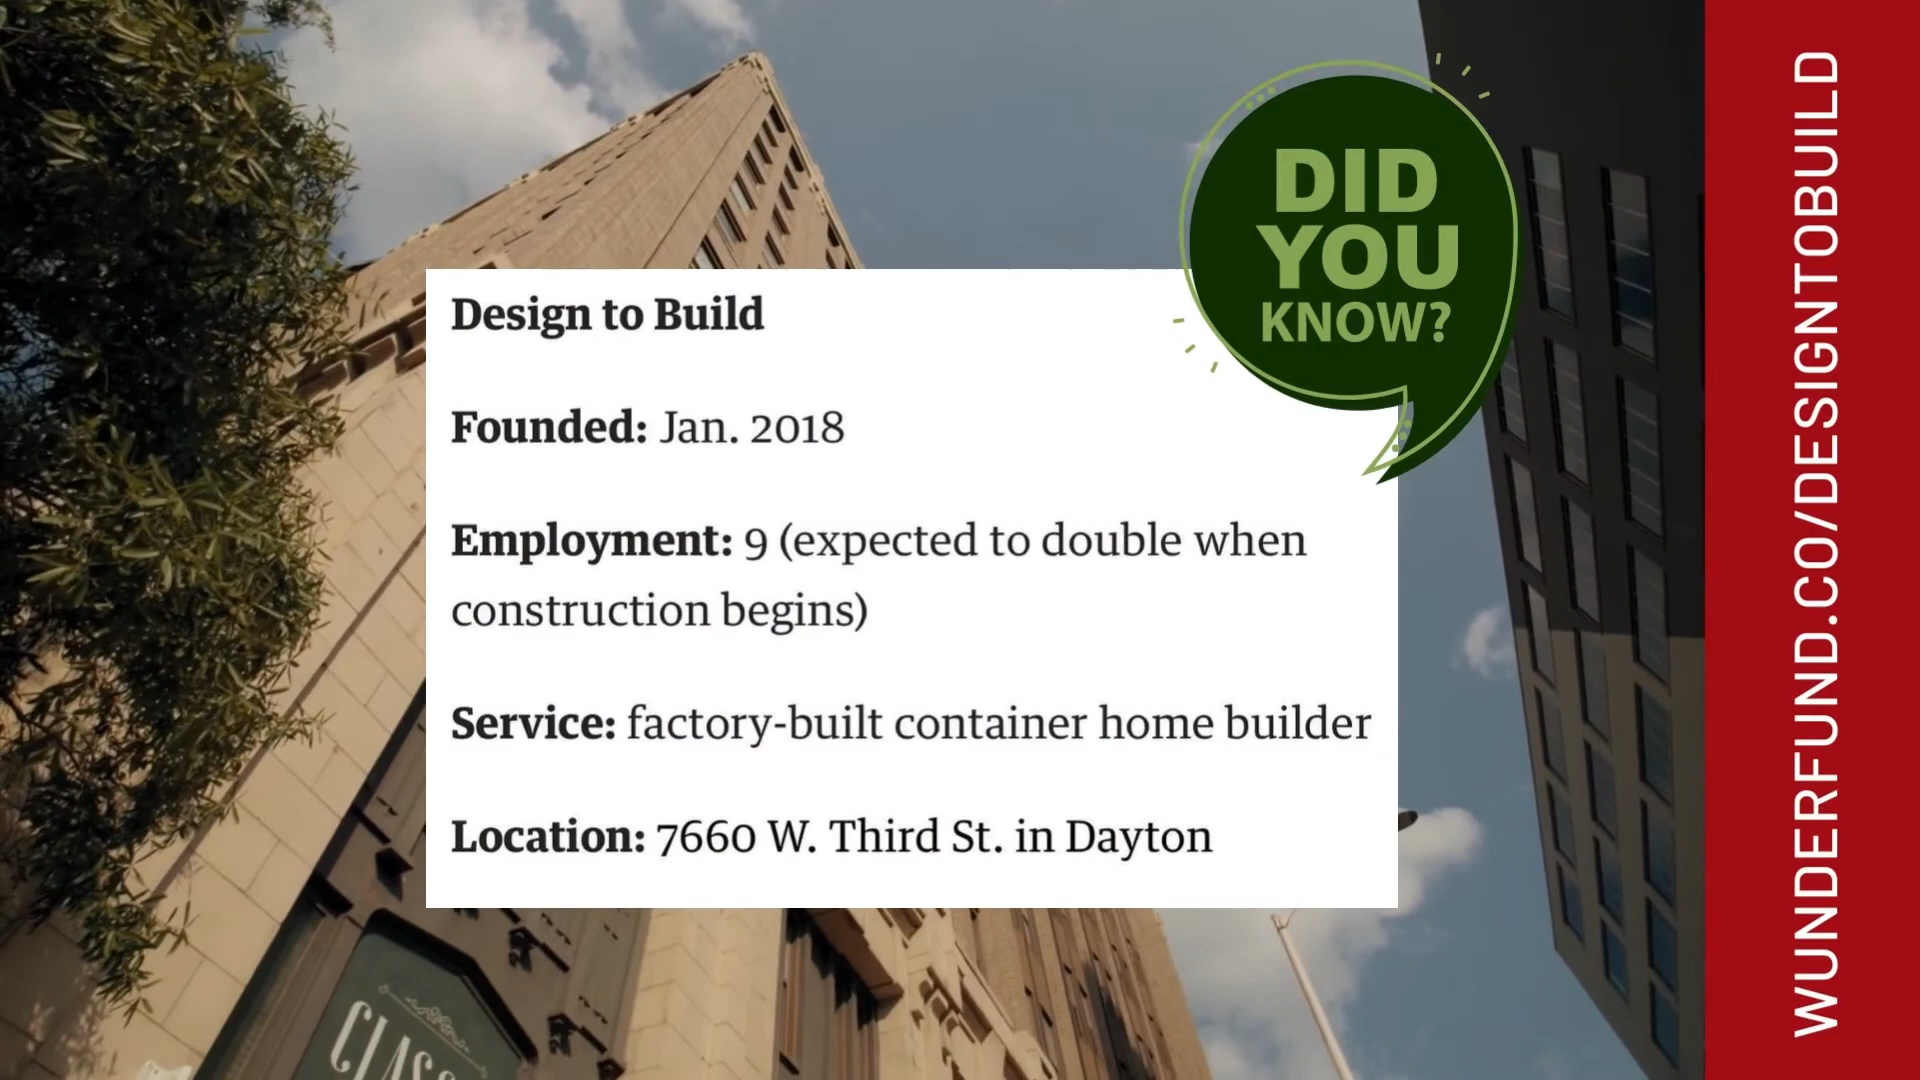 DID
YOU
KNOW?
Design to Build
Founded: Jan. 2018
Employment: 9 (expected to double when
construction begins)
Service: factory-built container home builder
Location: 7660 W. Third St. in Dayton
WUNDERFUND.CO/DESIGNTOBUILD